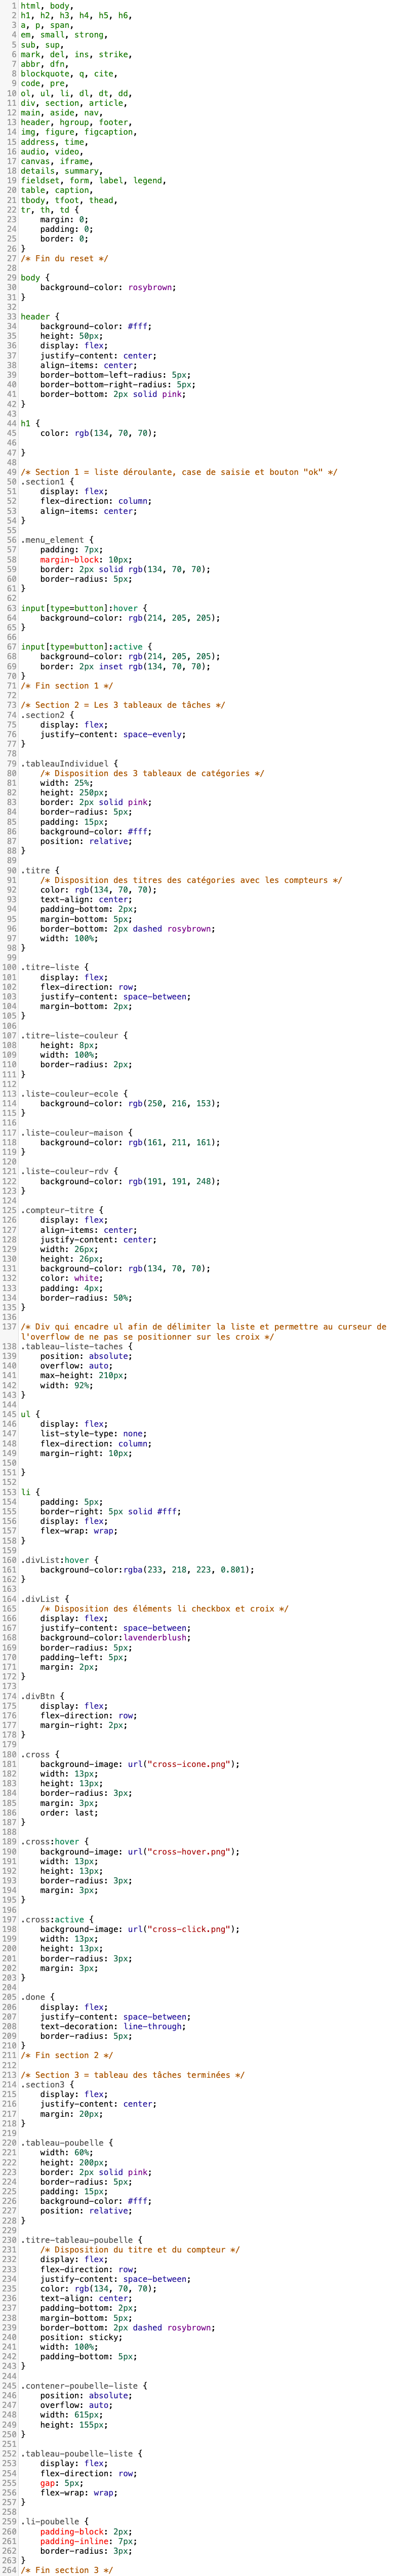 1 html, body,
2 h1, h2, h3, h4, h5, h6,
3 a, p, span,
4 em, small, strong,
5 sub, sup,
6 mark, del, ins, strike,
7 abbr, dfn,
8 blockquote, q, cite,
9 code, pre,
10 ol, ul, li, dl, dt, dd,
11 div, section, article,
12 main, aside, nav,
13 header, hgroup, footer,
14 img, figure, figcaption,
15 address, time,
16 audio, video,
17 canvas, iframe,
18 details, summary,
19 fieldset, form, label, legend,
20 table, caption,
21 tbody, tfoot, thead,
22 tr, th, td {
23     margin: 0;
24     padding: 0;
25     border: 0;
26 }
27 /* Fin du reset */
28
29 body {
30     background-color: rosybrown;
31 }
32
33 header {
34     background-color: #fff;
35     height: 50px;
36     display: flex;
37     justify-content: center;
38     align-items: center;
39     border-bottom-left-radius: 5px;
40     border-bottom-right-radius: 5px;
41     border-bottom: 2px solid pink;
42 }
43
44 h1 {
45     color: rgb(134, 70, 70);
46
47 }
48
49 /* Section 1 = liste déroulante, case de saisie et bouton "ok" */
50 .section1 {
51     display: flex;
52     flex-direction: column;
53     align-items: center;
54 }
55
56 .menu_element {
57     padding: 7px;
58     margin-block: 10px;
59     border: 2px solid rgb(134, 70, 70);
60     border-radius: 5px;
61 }
62
63 input[type=button]:hover {
64     background-color: rgb(214, 205, 205);
65 }
66
67 input[type=button]:active {
68     background-color: rgb(214, 205, 205);
69     border: 2px inset rgb(134, 70, 70);
70 }
71 /* Fin section 1 */
72
73 /* Section 2 = Les 3 tableaux de tâches */
74 .section2 {
75     display: flex;
76     justify-content: space-evenly;
77 }
78
79 .tableauIndividuel {
80     /* Disposition des 3 tableaux de catégories */
81     width: 25%;
82     height: 250px;
83     border: 2px solid pink;
84     border-radius: 5px;
85     padding: 15px;
86     background-color: #fff;
87     position: relative;
88 }
89
90 .titre {
91     /* Disposition des titres des catégories avec les compteurs */
92     color: rgb(134, 70, 70);
93     text-align: center;
94     padding-bottom: 2px;
95     margin-bottom: 5px;
96     border-bottom: 2px dashed rosybrown;
97     width: 100%;
98 }
99
100 .titre-liste {
101     display: flex;
102     flex-direction: row;
103     justify-content: space-between;
104     margin-bottom: 2px;
105 }
106
107 .titre-liste-couleur {
108     height: 8px;
109     width: 100%;
110     border-radius: 2px;
111 }
112
113 .liste-couleur-ecole {
114     background-color: rgb(250, 216, 153);
115 }
116
117 .liste-couleur-maison {
118     background-color: rgb(161, 211, 161);
119 }
120
121 .liste-couleur-rdv {
122     background-color: rgb(191, 191, 248);
123 }
124
125 .compteur-titre {
126     display: flex;
127     align-items: center;
128     justify-content: center;
129     width: 26px;
130     height: 26px;
131     background-color: rgb(134, 70, 70);
132     color: white;
133     padding: 4px;
134     border-radius: 50%;
135 }
136
137 /* Div qui encadre ul afin de délimiter la liste et permettre au curseur de
l'overflow de ne pas se positionner sur les croix */
138 .tableau-liste-taches {
139     position: absolute;
140     overflow: auto;
141     max-height: 210px;
142     width: 92%;
143 }
144
145 ul {
146     display: flex;
147     list-style-type: none;
148     flex-direction: column;
149     margin-right: 10px;
150
151 }
152
153 li {
154     padding: 5px;
155     border-right: 5px solid #fff;
156     display: flex;
157     flex-wrap: wrap;
158 }
159
160 .divList:hover {
161     background-color:rgba(233, 218, 223, 0.801);
162 }
163
164 .divList {
165     /* Disposition des éléments li checkbox et croix */
166     display: flex;
167     justify-content: space-between;
168     background-color:lavenderblush;
169     border-radius: 5px;
170     padding-left: 5px;
171     margin: 2px;
172 }
173
174 .divBtn {
175     display: flex;
176     flex-direction: row;
177     margin-right: 2px;
178 }
179
180 .cross {
181     background-image: url("cross-icone.png");
182     width: 13px;
183     height: 13px;
184     border-radius: 3px;
185     margin: 3px;
186     order: last;
187 }
188
189 .cross:hover {
190     background-image: url("cross-hover.png");
191     width: 13px;
192     height: 13px;
193     border-radius: 3px;
194     margin: 3px;
195 }
196
197 .cross:active {
198     background-image: url("cross-click.png");
199     width: 13px;
200     height: 13px;
201     border-radius: 3px;
202     margin: 3px;
203 }
204
205 .done {
206     display: flex;
207     justify-content: space-between;
208     text-decoration: line-through;
209     border-radius: 5px;
210 }
211 /* Fin section 2 */
212
213 /* Section 3 = tableau des tâches terminées */
214 .section3 {
215     display: flex;
216     justify-content: center;
217     margin: 20px;
218 }
219
220 .tableau-poubelle {
221     width: 60%;
222     height: 200px;
223     border: 2px solid pink;
224     border-radius: 5px;
225     padding: 15px;
226     background-color: #fff;
227     position: relative;
228 }
229
230 .titre-tableau-poubelle {
231     /* Disposition du titre et du compteur */
232     display: flex;
233     flex-direction: row;
234     justify-content: space-between;
235     color: rgb(134, 70, 70);
236     text-align: center;
237     padding-bottom: 2px;
238     margin-bottom: 5px;
239     border-bottom: 2px dashed rosybrown;
240     position: sticky;
241     width: 100%;
242     padding-bottom: 5px;
243 }
244
245 .contener-poubelle-liste {
246     position: absolute;
247     overflow: auto;
248     width: 615px;
249     height: 155px;
250 }
251
252 .tableau-poubelle-liste {
253     display: flex;
254     flex-direction: row;
255     gap: 5px;
256     flex-wrap: wrap;
257 }
258
259 .li-poubelle {
260     padding-block: 2px;
261     padding-inline: 7px;
262     border-radius: 3px;
263 }
264 /* Fin section 3 */